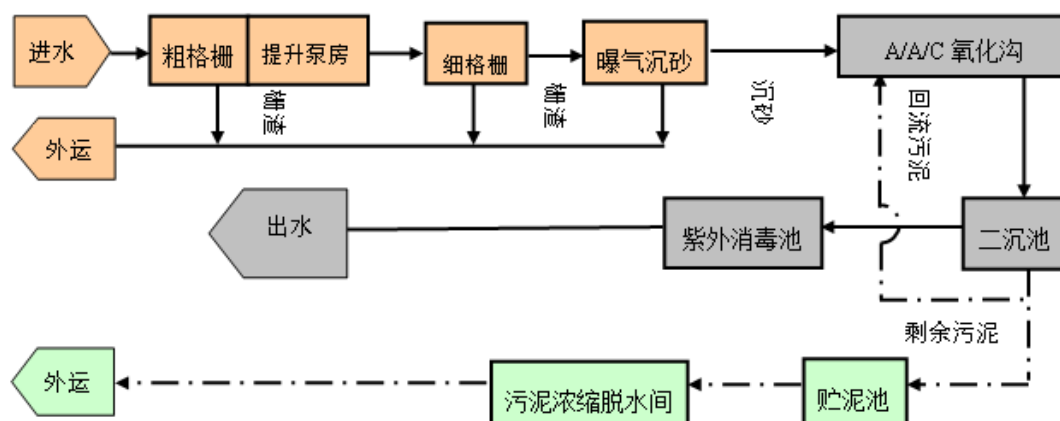 进水
粗格栅
提升泵房
细格栅
曝气沉砂
A/A/C 氧化沟
栅渣
栅渣
沉砂
回流污泥
外运
出水
紫外消毒池
二沉池
剩余污泥
外运
污泥浓缩脱水间
贮泥池